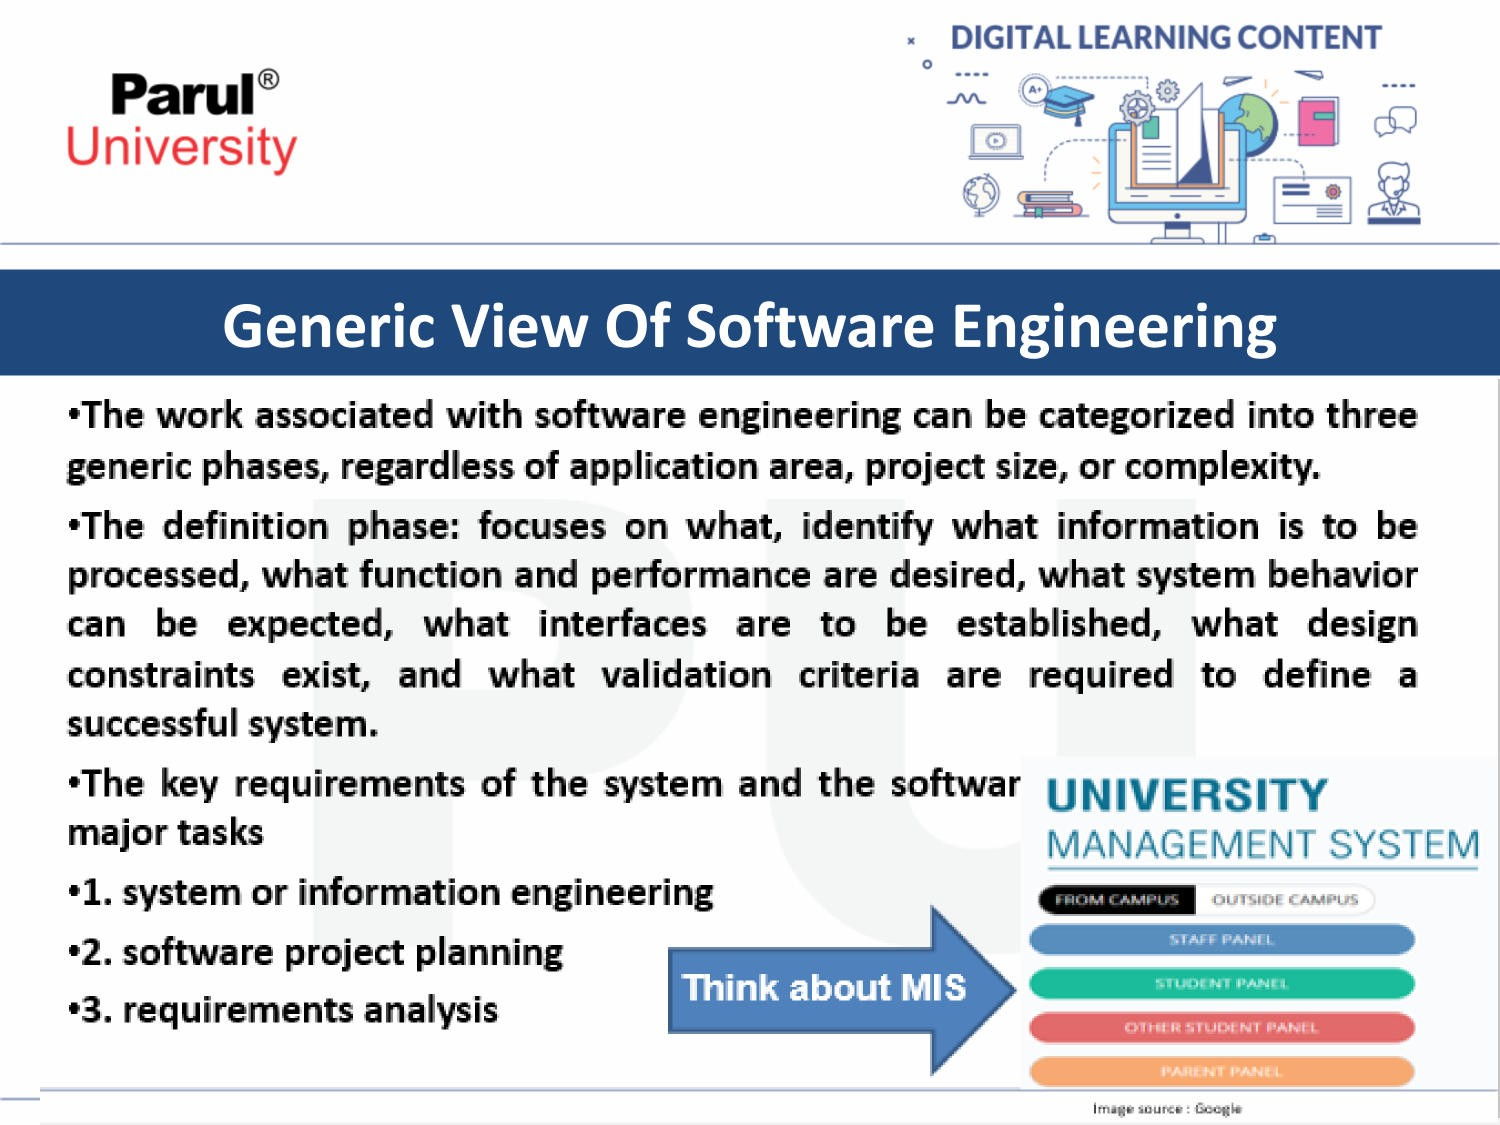 DIGITAL LEARNING CONTENT
Parul®
University
A+
Generic View Of Software Engineering
•The work associated with software engineering can be categorized into three
generic phases, regardless of application area, project size, or complexity.
•The definition phase: focuses on what, identify what information is to be
processed, what function and performance are desired, what system behavior
can be expected, what interfaces are to be established, what design
constraints exist, and what validation criteria are required to define a
successful system.
•The key requirements of the system and the softwar
major tasks
•1. system or information engineering
•2. software project planning
•3. requirements analysis
Think about MIS
UNIVERSITY
MANAGEMENT SYSTEM
FROM CAMPUS OUTSIDE CAMPUS
STAFF PANEL
STUDENT PANEL
OTHER STUDENT PANEL
PARENT PANEL
Image source : Google
PU